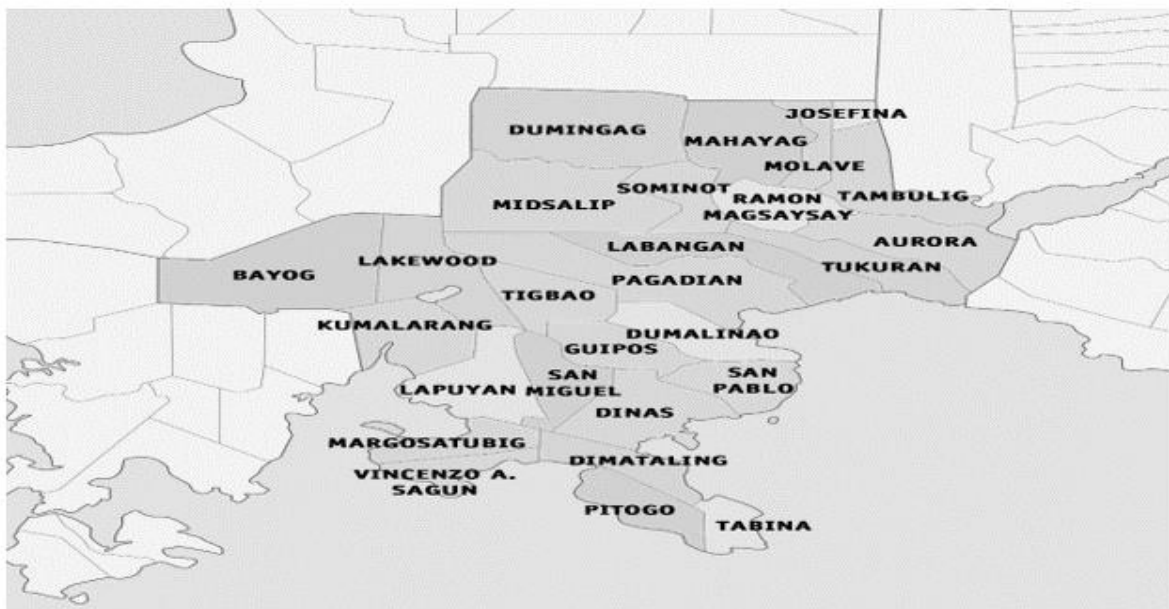 JOSEFINA
DUMINGAG
MAHAYAG
MOLAVE
SOMINOT
RAMON
MAGSAYSAY
TAMBULIG
MIDSALIP
AURORA
LABANGAN
LAKEWOOD
TUKURAN
BAYOG
PAGADIAN
TIGBAO
KUMALARANG
DUMALINAO
GUIPOS
SAN
MIGUEL
SAN
PABLO
LAPUYAN
DINAS
MARGOSATUBIG
DIMATALING
VINCENZO A.
SAGUN
PITOGO
TABINA